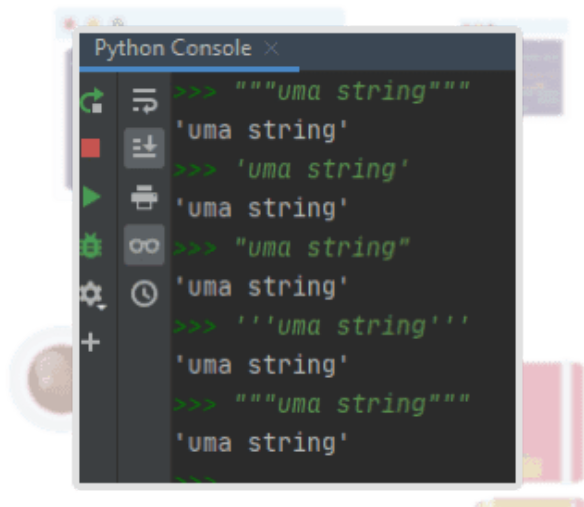 Python Console
>>> """uma string"""
'uma string'
>>> 'uma string'
'uma string'
>>> "uma string"
'uma string'
>>> '''uma string'''
'uma string'
>>> """uma string"""
'uma string'
>>>